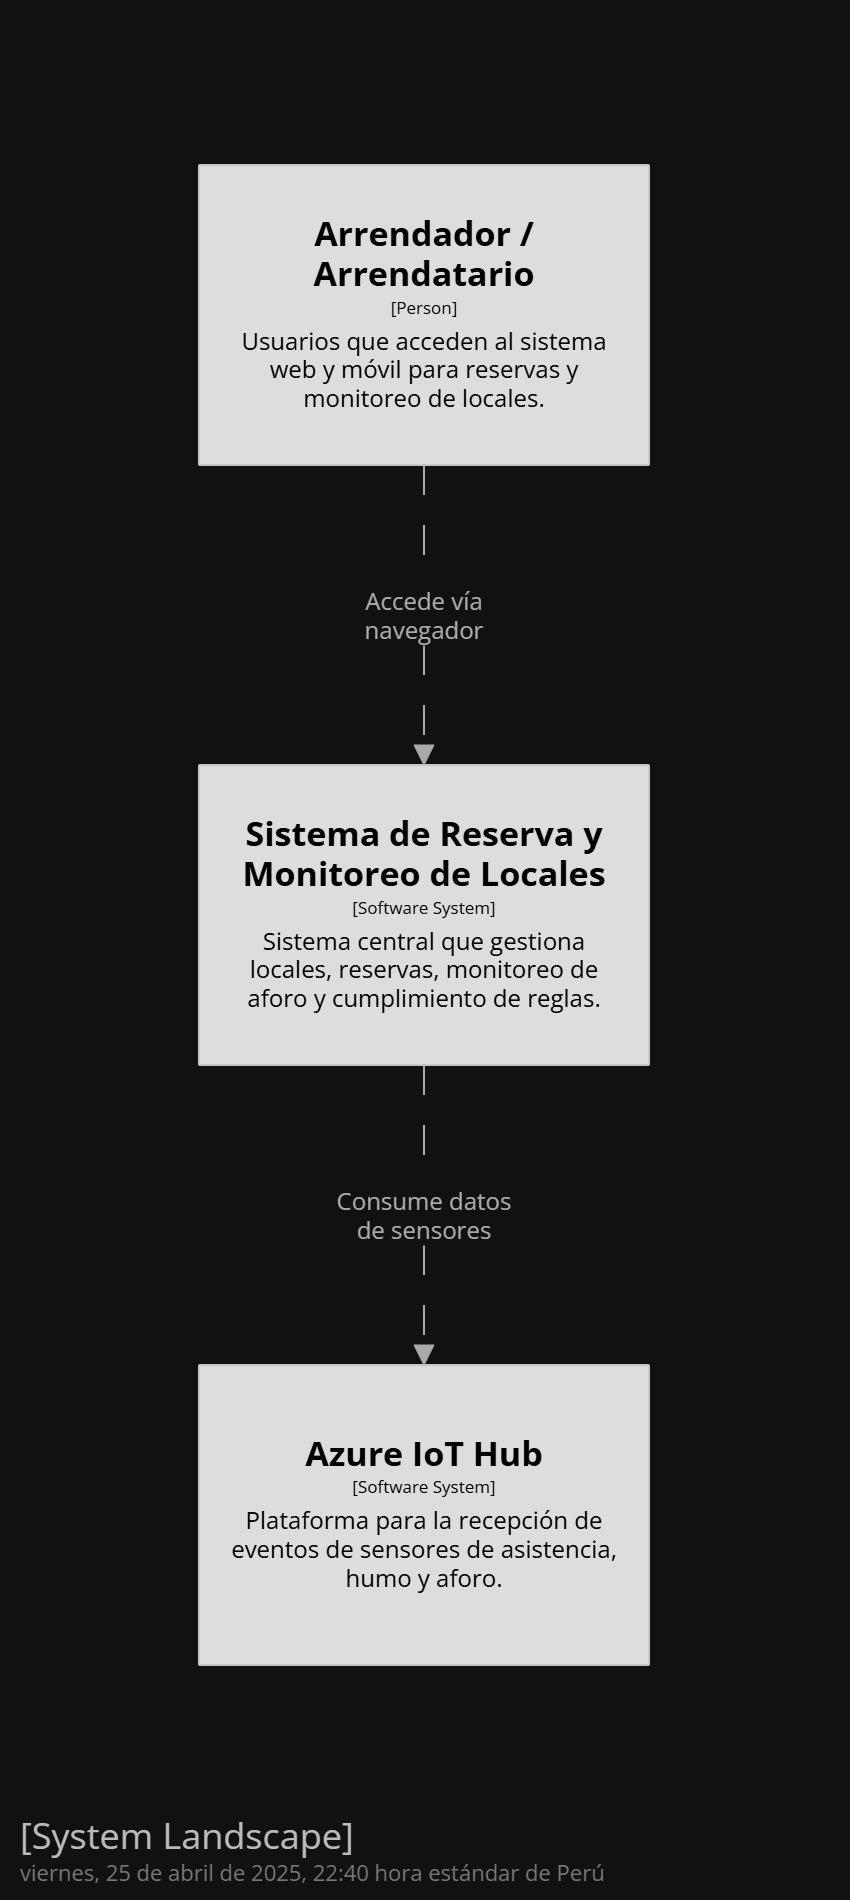 Arrendador /
Arrendatario
[Person]
Usuarios que acceden al sistema
web y móvil para reservas y
monitoreo de locales.
Accede vía
navegador
Sistema de Reserva y
Monitoreo de Locales
[Software System]
Sistema central que gestiona
locales, reservas, monitoreo de
aforo y cumplimiento de reglas.
Consume datos
de sensores
Azure IoT Hub
[Software System]
Plataforma para la recepción de
eventos de sensores de asistencia,
humo y aforo.
[System Landscape]
viernes, 25 de abril de 2025, 22:40 hora estándar de Perú